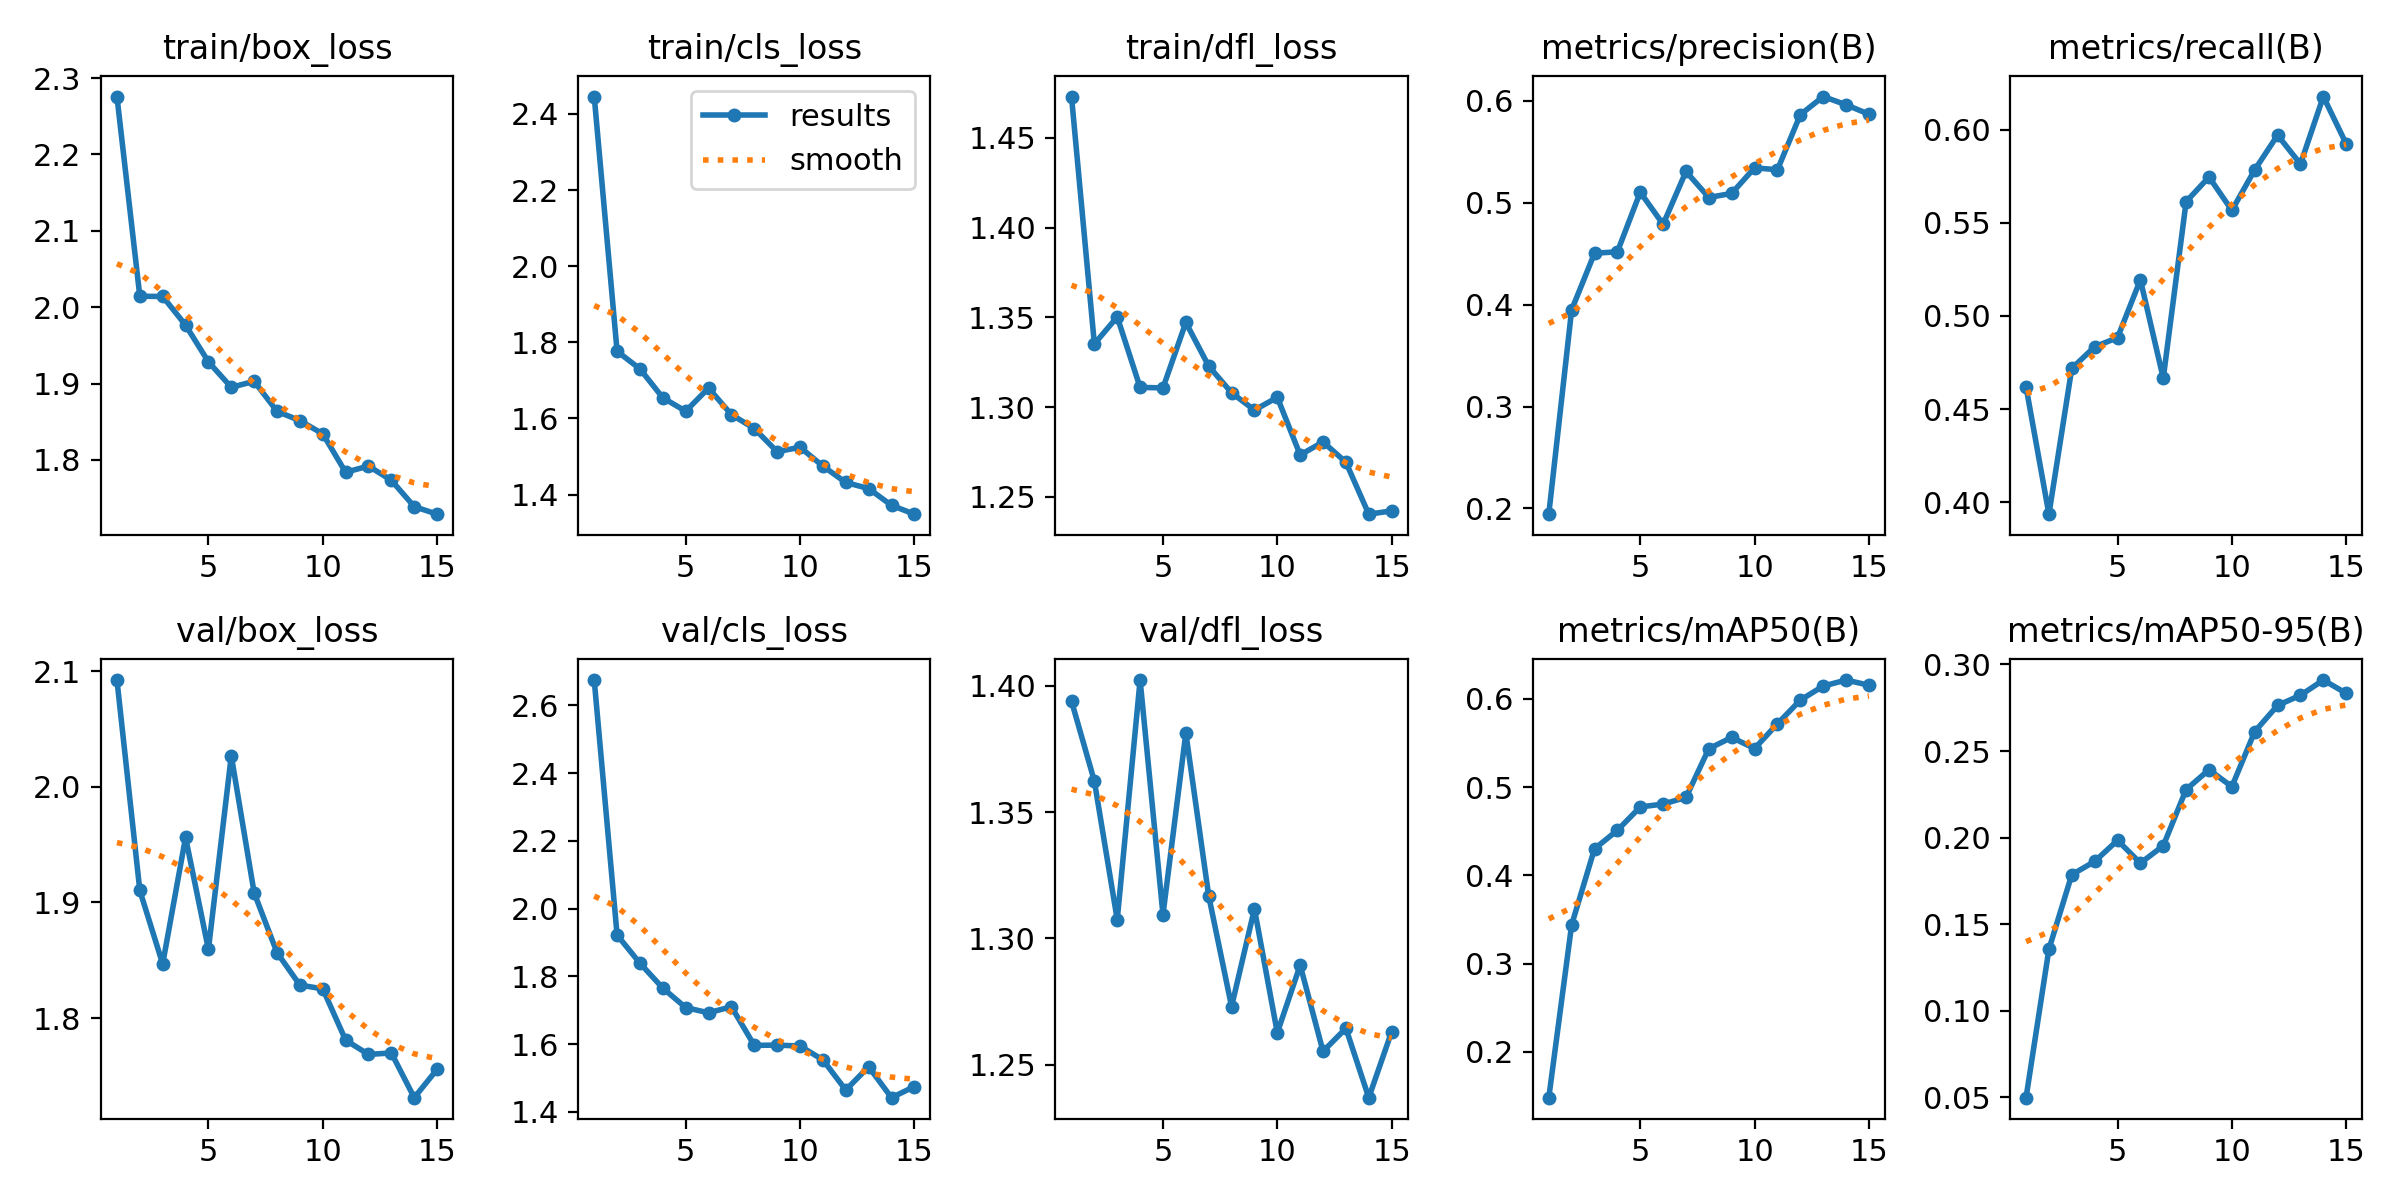 train/box_loss
2.3
2.2
2.1
2.0
1.9
1.8
5 10 15
train/cls_loss
results
smooth
2.4
2.2
2.0
1.8
1.6
1.4
5 10 15
train/dfl_loss
1.45
1.40
1.35
1.30
1.25
5 10 15
metrics/precision(B)
0.6
0.5
0.4
0.3
0.2
5 10 15
metrics/recall(B)
0.60
0.55
0.50
0.45
0.40
5 10 15
val/box_loss
2.1
2.0
1.9
1.8
5 10 15
val/cls_loss
2.6
2.4
2.2
2.0
1.8
1.6
1.4
5 10 15
val/dfl_loss
1.40
1.35
1.30
1.25
5 10 15
metrics/mAP50(B)
0.6
0.5
0.4
0.3
0.2
5 10 15
metrics/mAP50-95(B)
0.30
0.25
0.20
0.15
0.10
0.05
5 10 15